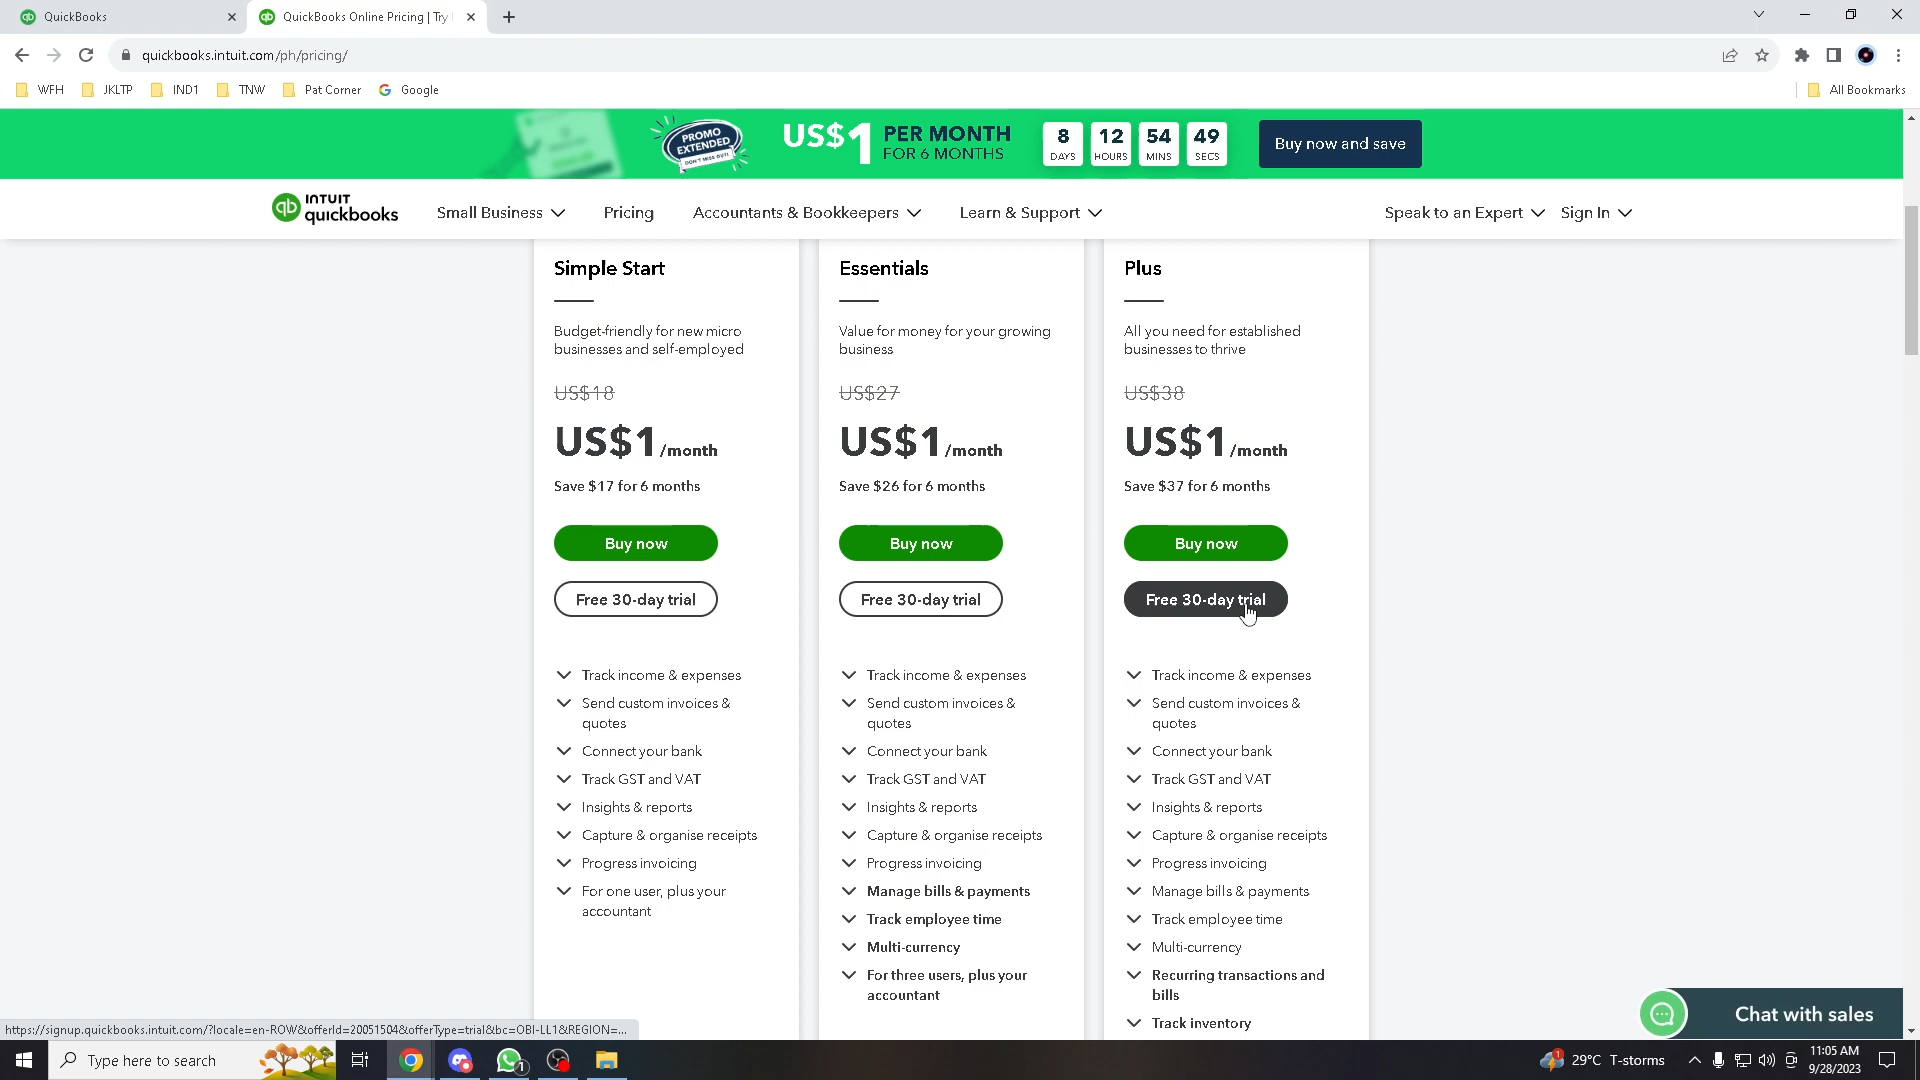 QuickBooks
QuickBooks Online Pricing | Try
quickbooks.intuit.com/ph/pricing/
WFH JKLTP IND1 TNW Pat Corner Google All Bookmarks
PROMO
EXTENDED
DON'T MISS OUT!
US$1 PER MONTH
FOR 6 MONTHS
8 12 54 49
DAYS HOURS MINS SECS
Buy now and save
INTUIT
quickbooks
Small Business Pricing Accountants & Bookkeepers Learn & Support Speak to an Expert Sign In
Simple Start
Budget-friendly for new micro
businesses and self-employed
US$18
US$1 /month
Save $17 for 6 months
Buy now
Free 30-day trial
Track income & expenses
Send custom invoices &
quotes
Connect your bank
Track GST and VAT
Insights & reports
Capture & organise receipts
Progress invoicing
For one user, plus your
accountant
Essentials
Value for money for your growing
business
US$27
US$1 /month
Save $26 for 6 months
Buy now
Free 30-day trial
Track income & expenses
Send custom invoices &
quotes
Connect your bank
Track GST and VAT
Insights & reports
Capture & organise receipts
Progress invoicing
Manage bills & payments
Track employee time
Multi-currency
For three users, plus your
accountant
Plus
All you need for established
businesses to thrive
US$38
US$1 /month
Save $37 for 6 months
Buy now
Free 30-day trial
Track income & expenses
Send custom invoices &
quotes
Connect your bank
Track GST and VAT
Insights & reports
Capture & organise receipts
Progress invoicing
Manage bills & payments
Track employee time
Multi-currency
Recurring transactions and
bills
Track inventory
Chat with sales
https://signup.quickbooks.intuit.com/?locale=en-ROW&offerId=20051504&offerType=trial&bc=OBI-LL1&REGION=...
Type here to search
1
1
29°C T-storms
11:05 AM
9/28/2023